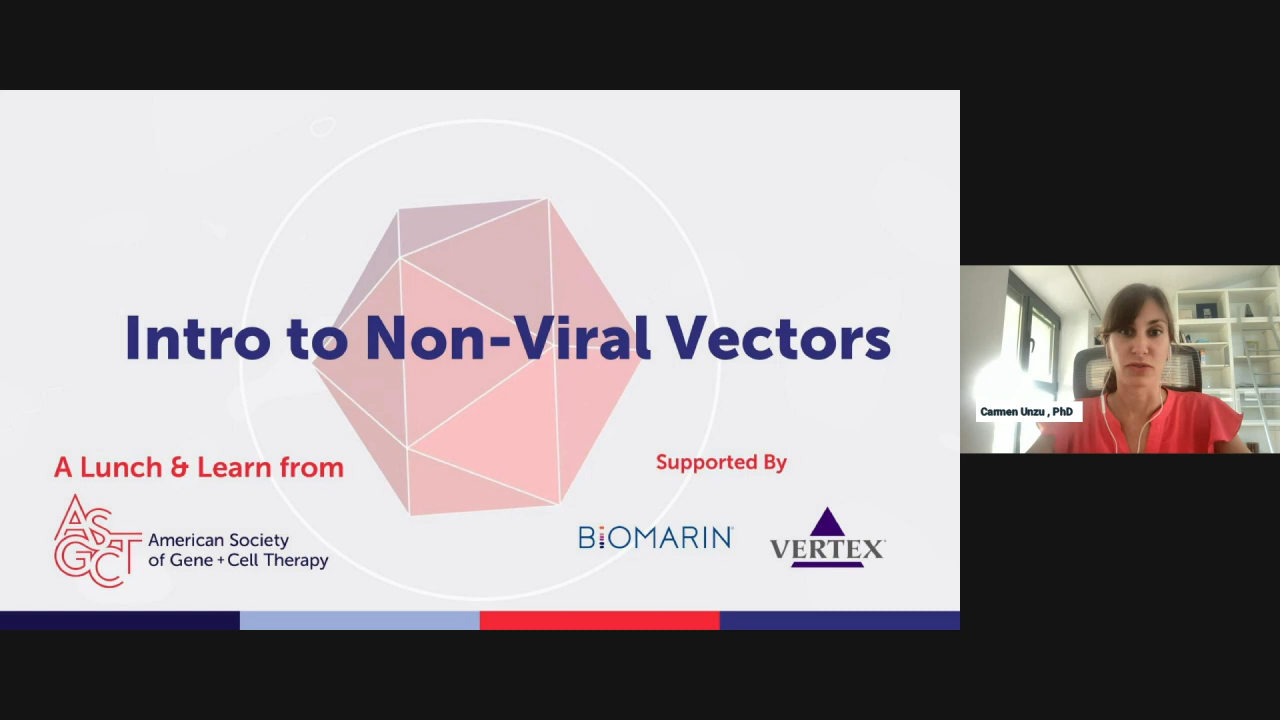 Intro to Non-Viral Vectors
A Lunch & Learn from
ASGCT
American Society
of Gene + Cell Therapy
Supported By
BIOMARIN
VERTEX
Carmen Unzu , PhD